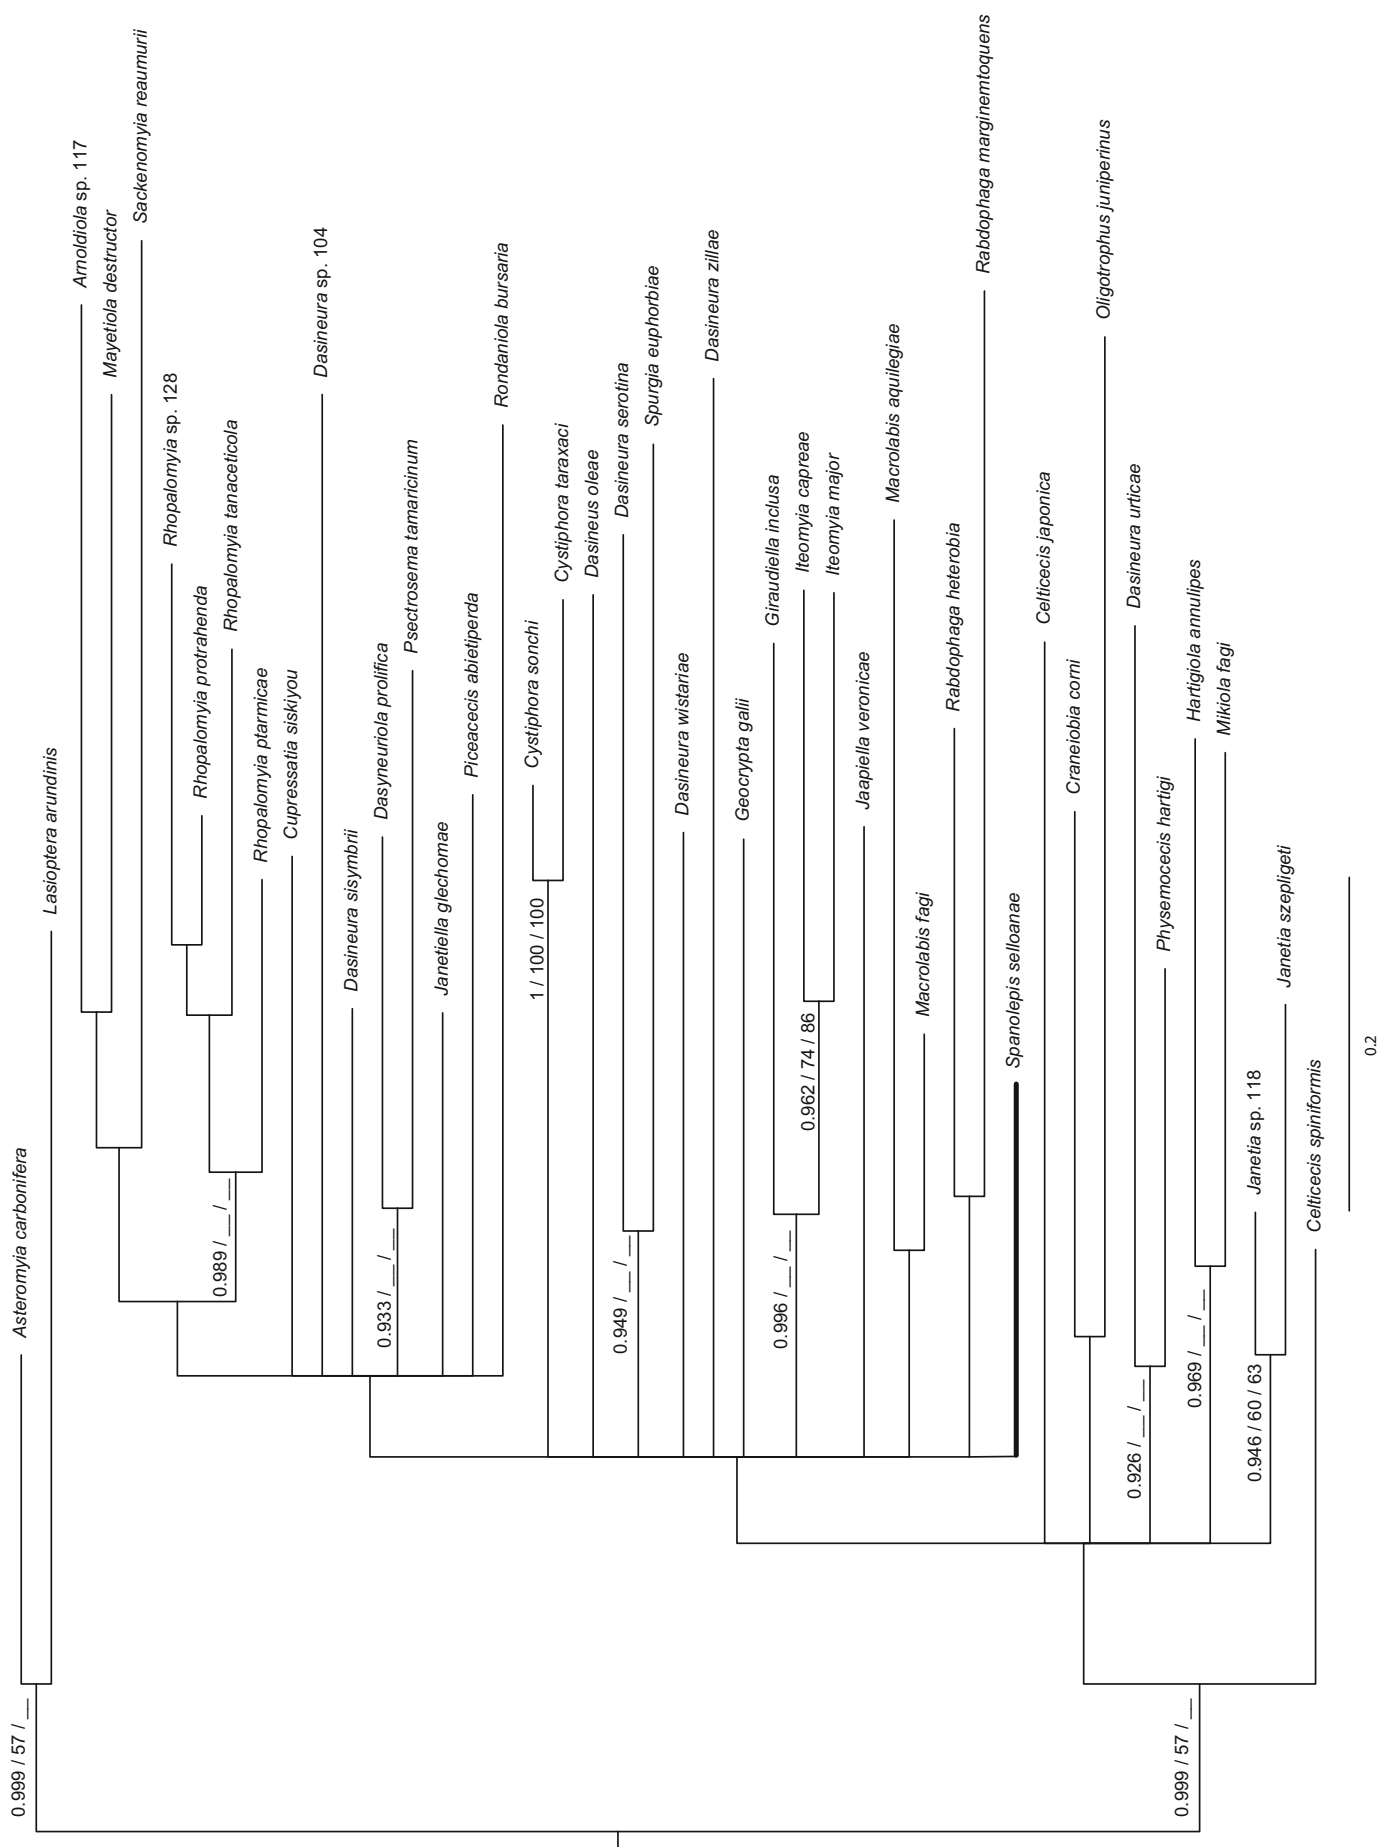 Asteromyia carbonifera
0.999 / 57 / __
Lasioptera arundinis
Arnoldiola sp. 117
Mayetiola destructor
Sackenomyia reaumurii
Rhopalomyia sp. 128
Rhopalomyia protrahenda
Rhopalomyia tanaceticola
0.989 / __ / __
Rhopalomyia ptarmicae
Cupressatia siskiyou
Dasineura sp. 104
Dasineura sisymbrii
Dasyneuriola prolifica
0.933 / __ / __
Psectrosema tamaricinum
Janetiella glechomae
Piceacecis abietiperda
Rondaniola bursaria
Cystiphora sonchi
1 / 100 / 100
Cystiphora taraxaci
Dasineus oleae
Dasineura serotina
0.949 / __ / __
Spurgia euphorbiae
Dasineura wistariae
Dasineura zillae
Geocrypta galii
Giraudiella inclusa
0.996 / __ / __
Iteomyia capreae
0.962 / 74 / 86
Iteomyia major
Jaapiella veronicae
Macrolabis aquilegiae
Macrolabis fagi
Rabdophaga heterobia
Rabdophaga marginemtoquens
Spanolepis selloanae
Celticecis japonica
Craneiobia corni
Oligotrophus juniperinus
Dasineura urticae
0.926 / __ / __
Physemocecis hartigi
Hartigiola annulipes
0.969 / __ / __
Mikiola fagi
0.999 / 57 / __
Janetia sp. 118
0.946 / 60 / 63
Janetia szepligeti
Celticecis spiniformis
0.2